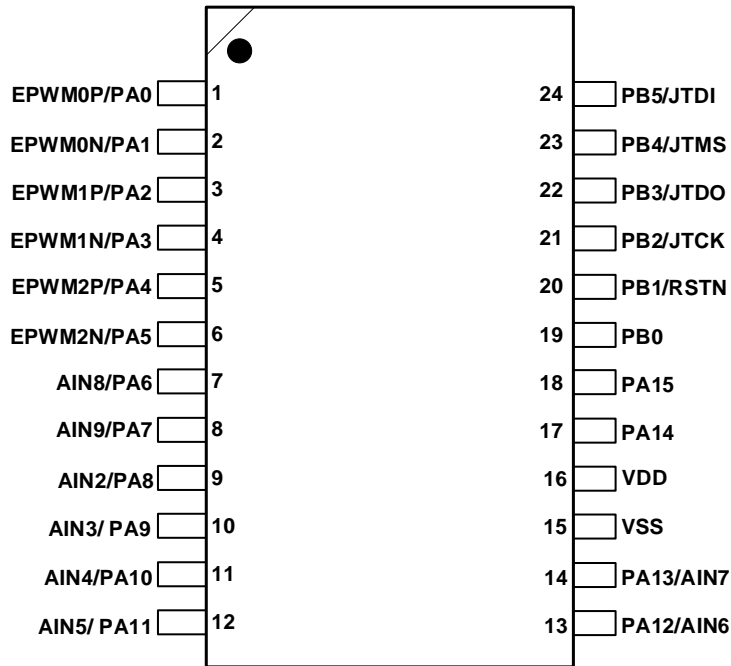 EPWM0P/PA0 1 24 PB5/JTDI
EPWM0N/PA1 2 23 PB4/JTMS
EPWM1P/PA2 3 22 PB3/JTDO
EPWM1N/PA3 4 21 PB2/JTCK
EPWM2P/PA4 5 20 PB1/RSTN
EPWM2N/PA5 6 19 PB0
AIN8/PA6 7 18 PA15
AIN9/PA7 8 17 PA14
AIN2/PA8 9 16 VDD
AIN3/ PA9 10 15 VSS
AIN4/PA10 11 14 PA13/AIN7
AIN5/ PA11 12 13 PA12/AIN6